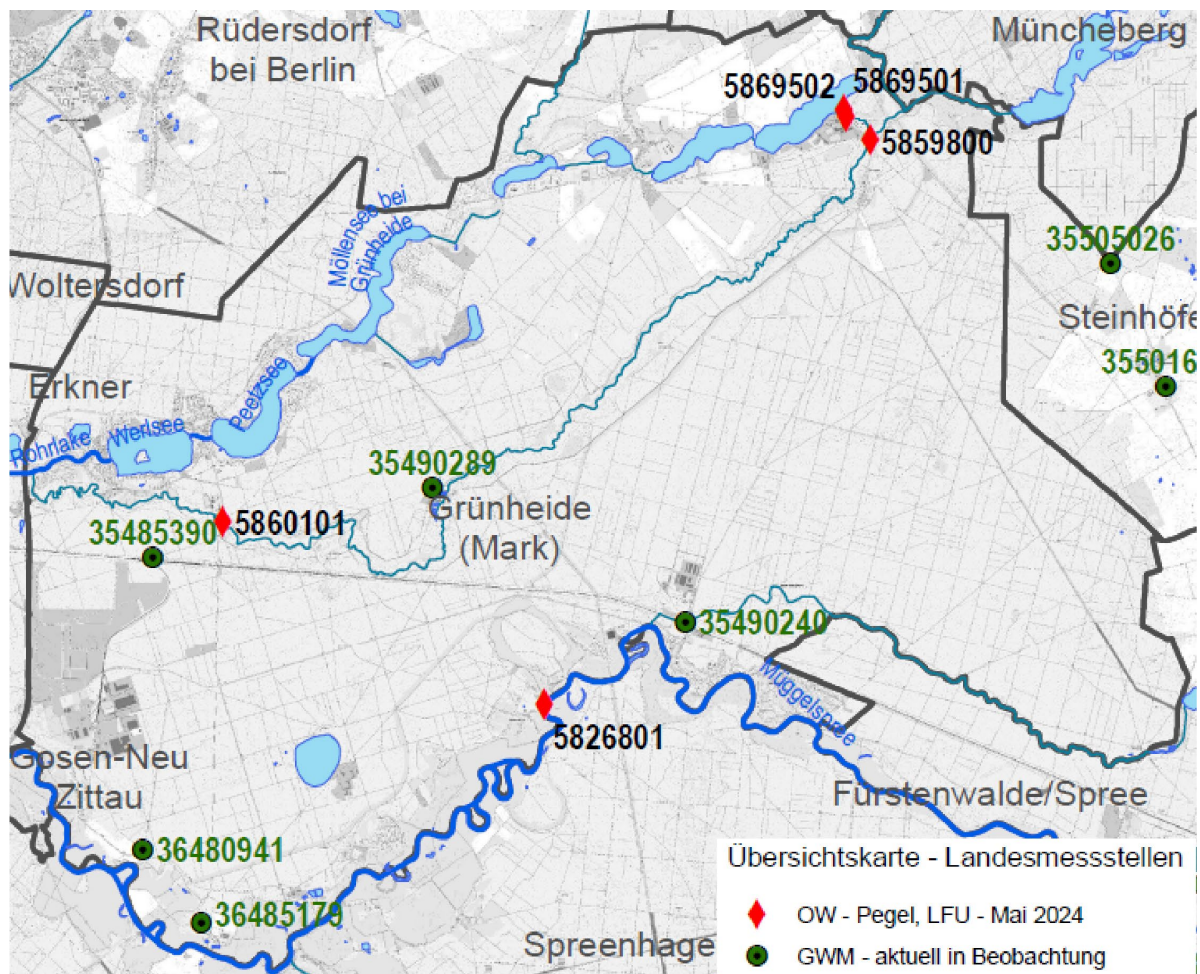 Rüdersdorf
bei Berlin
Müncheberg
5869502
5869501
5859800
Möllensee bei
Grünheide
35505026
Woltersdorf
Steinhöfe
355016
Erkner
Peetzsee
Werlsee
Rohrlake
35490289
Grünheide
(Mark)
5860101
35485390
35490240
Müggelspree
5826801
Gosen-Neu
Zittau
Fürstenwalde/Spree
36480941
36485179
Spreenhage
Übersichtskarte - Landesmessstellen
OW - Pegel, LFU - Mai 2024
GWM - aktuell in Beobachtung